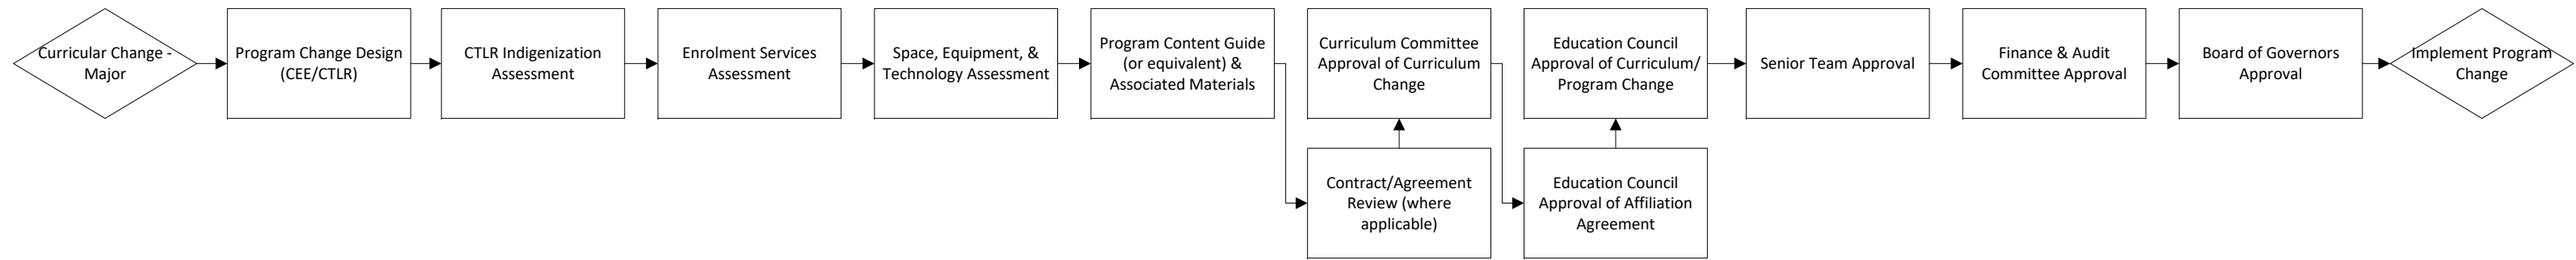 Curricular Change -
Major
Program Change Design
(CEE/CTLR)
CTLR Indigenization
Assessment
Enrolment Services
Assessment
Space, Equipment, &
Technology Assessment
Program Content Guide
(or equivalent) &
Associated Materials
Contract/Agreement
Review (where
applicable)
Curriculum Committee
Approval of Curriculum
Change
Education Council
Approval of Affiliation
Agreement
Education Council
Approval of Curriculum/
Program Change
Senior Team Approval
Finance & Audit
Committee Approval
Board of Governors
Approval
Implement Program
Change